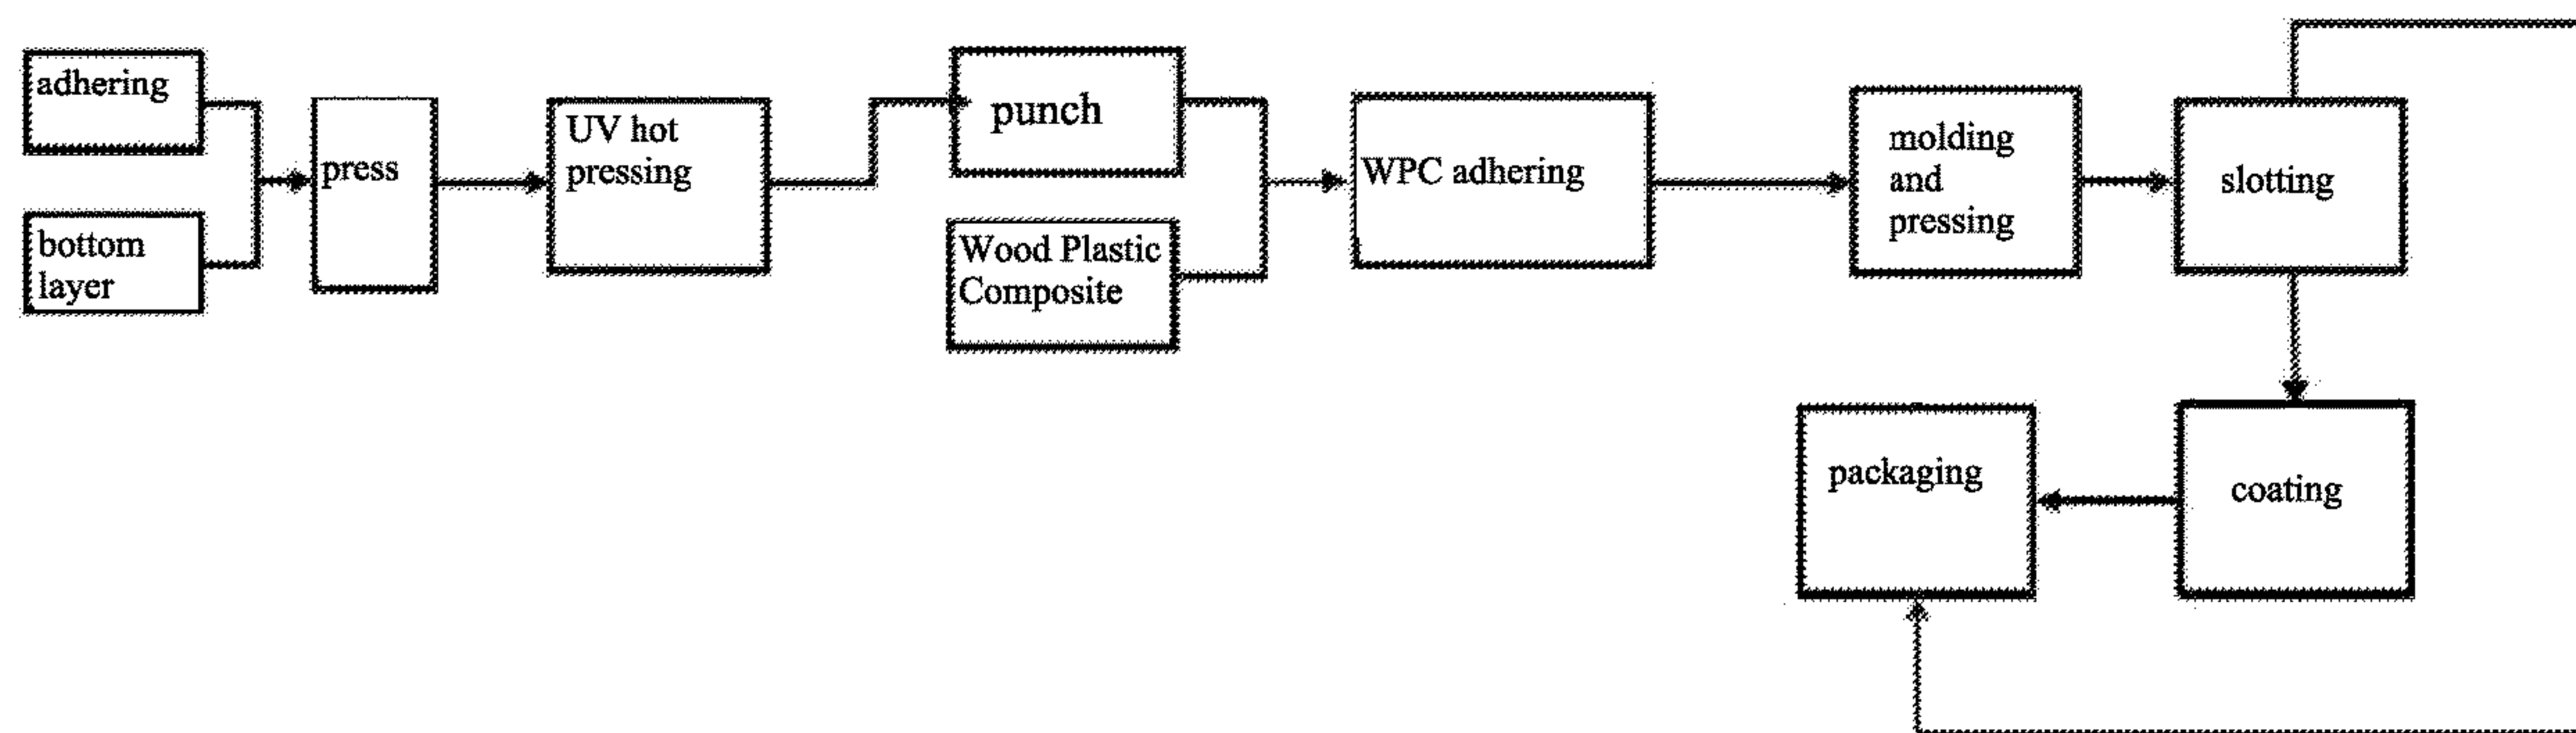 adhering
bottom
layer
press
UV hot
pressing
punch
Wood Plastic
Composite
WPC adhering
molding
and
pressing
slotting
packaging
coating